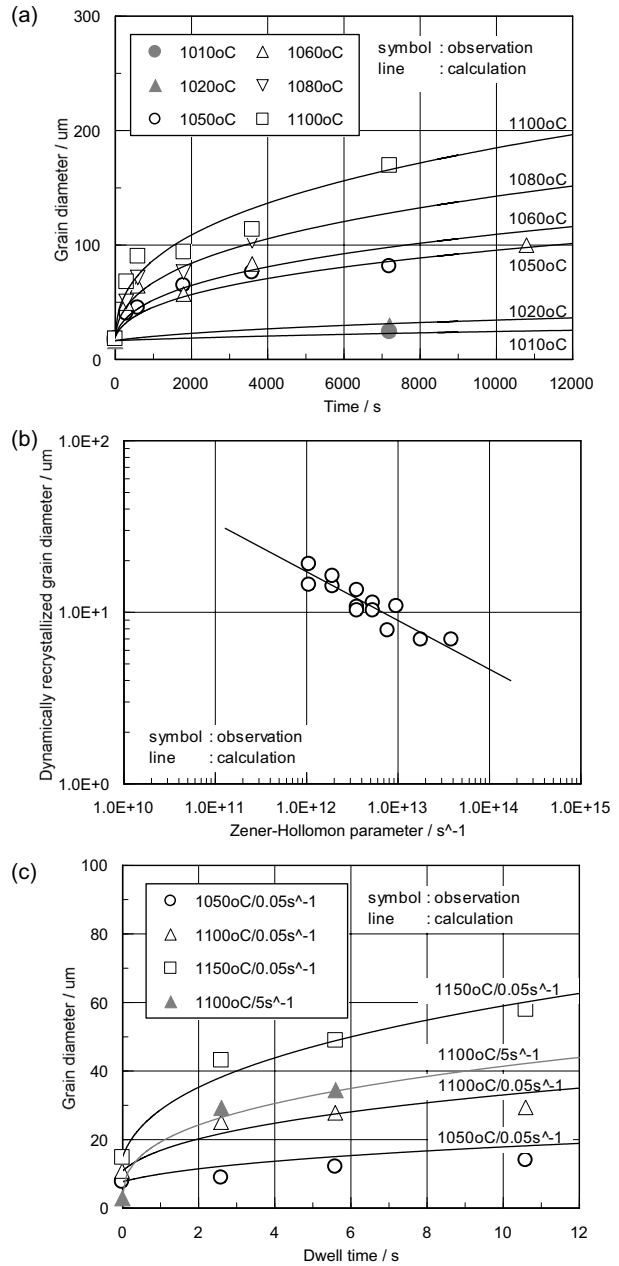 (a)
300
200
100
0
Grain diameter / um
1010oC
1020oC
1050oC
1060oC
1080oC
1100oC
symbol : observation
line : calculation
1100oC
1080oC
1060oC
1050oC
1020oC
1010oC
0 2000 4000 6000 8000 10000 12000
Time / s
(b)
1.0E+2
1.0E+1
1.0E+0
Dynamically recrystallized grain diameter / um
symbol : observation
line : calculation
1.0E+10 1.0E+11 1.0E+12 1.0E+13 1.0E+14 1.0E+15
Zener-Hollomon parameter / s^-1
(c)
100
80
60
40
20
0
Grain diameter / um
1050oC/0.05s^-1
1100oC/0.05s^-1
1150oC/0.05s^-1
1100oC/5s^-1
symbol : observation
line : calculation
1150oC/0.05s^-1
1100oC/5s^-1
1100oC/0.05s^-1
1050oC/0.05s^-1
0 2 4 6 8 10 12
Dwell time / s